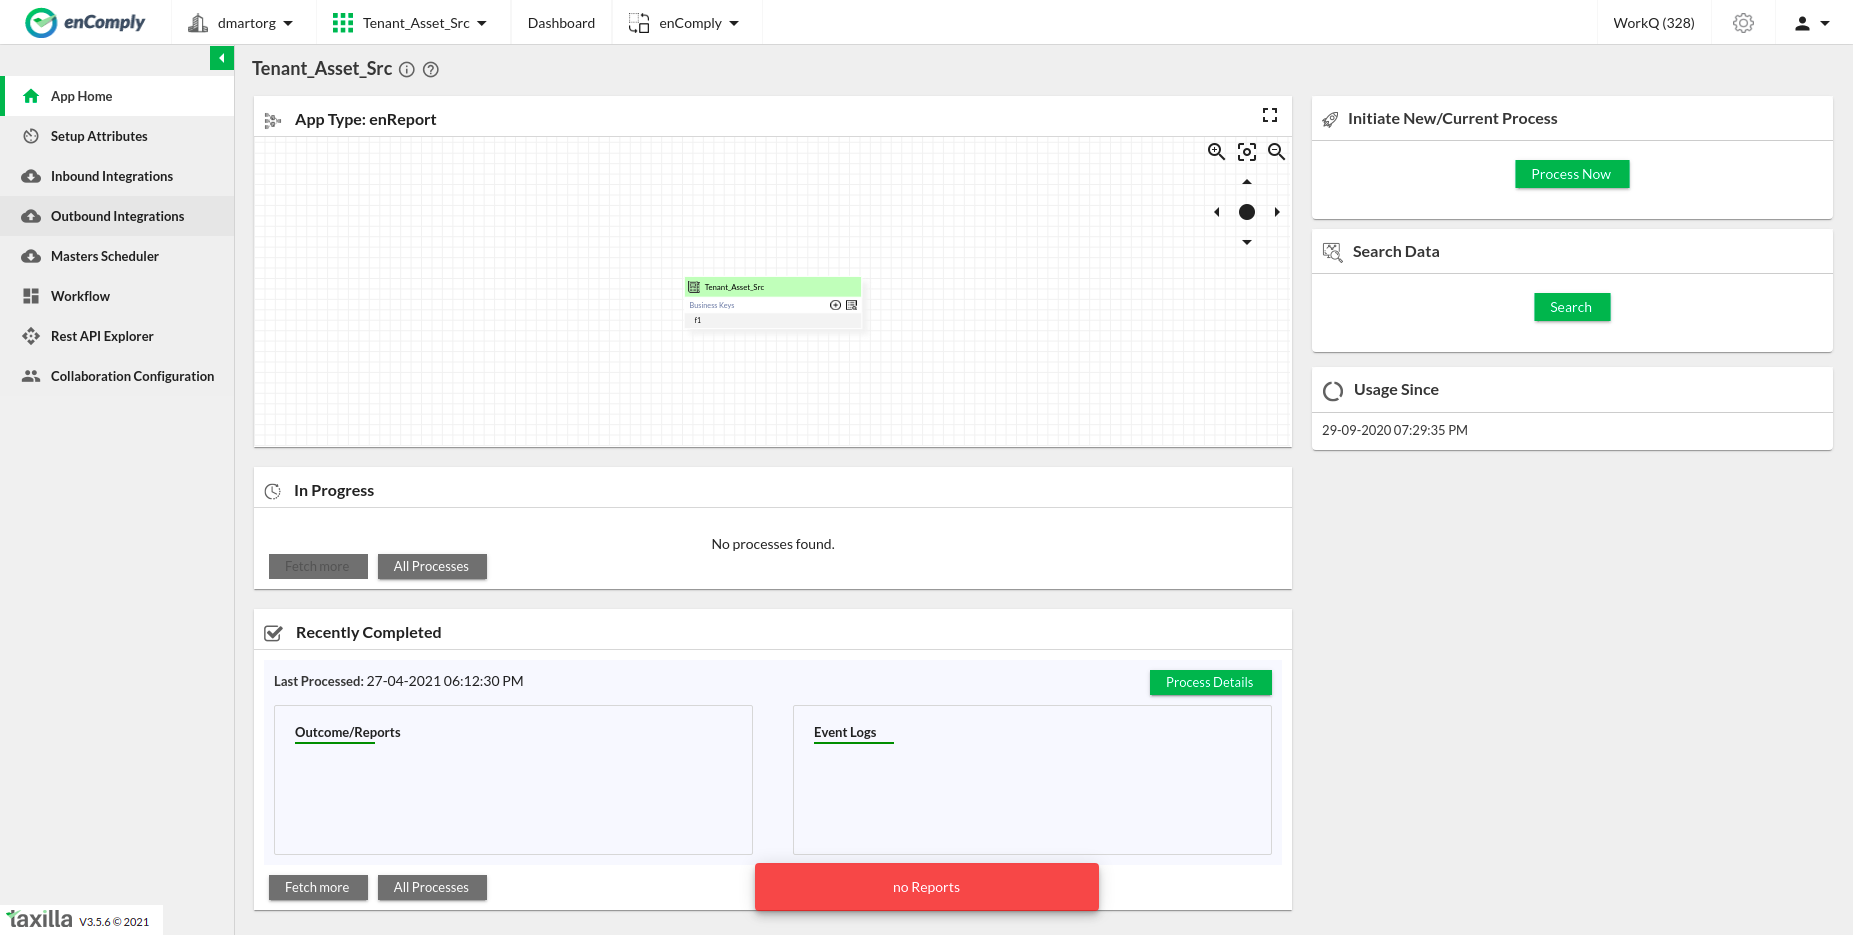 enComply
dmartorg
Tenant_Asset_Src
Dashboard
enComply
WorkQ (328)
Tenant_Asset_Src
App Home
Setup Attributes
Inbound Integrations
Outbound Integrations
Masters Scheduler
Workflow
Rest API Explorer
Collaboration Configuration
App Type: enReport
Tenant_Asset_Src
Business Keys
f1
In Progress
No processes found.
Fetch more
All Processes
Recently Completed
Last Processed: 27-04-2021 06:12:30 PM
Process Details
Outcome/Reports
Event Logs
Fetch more
All Processes
no Reports
Initiate New/Current Process
Process Now
Search Data
Search
Usage Since
29-09-2020 07:29:35 PM
taxilla V3.5.6 © 2021